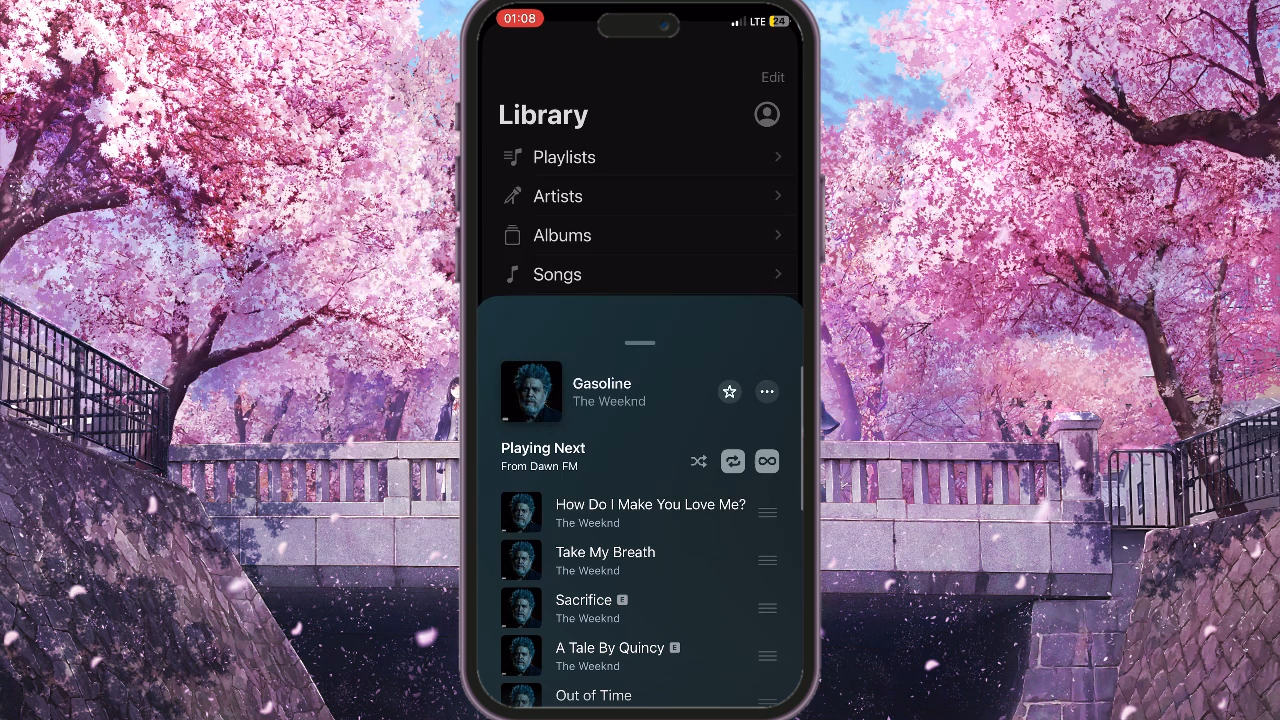 01:08
LTE 24
Edit
Library
Playlists
Artists
Albums
Songs
Gasoline
The Weeknd
Playing Next
From Dawn FM
How Do I Make You Love Me?
The Weeknd
Take My Breath
The Weeknd
Sacrifice E
The Weeknd
A Tale By Quincy E
The Weeknd
Out of Time